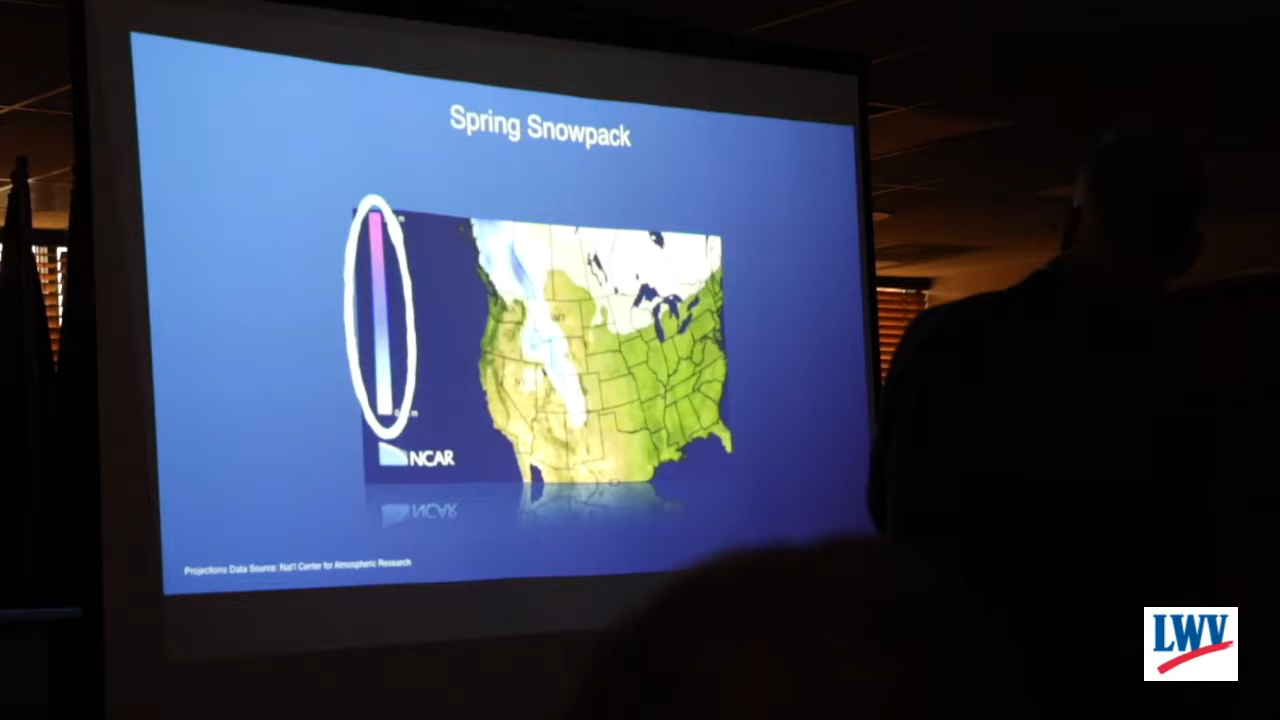 Spring Snowpack
NCAR
Projections Data Source: Nat'l Center for Atmospheric Research
LWV